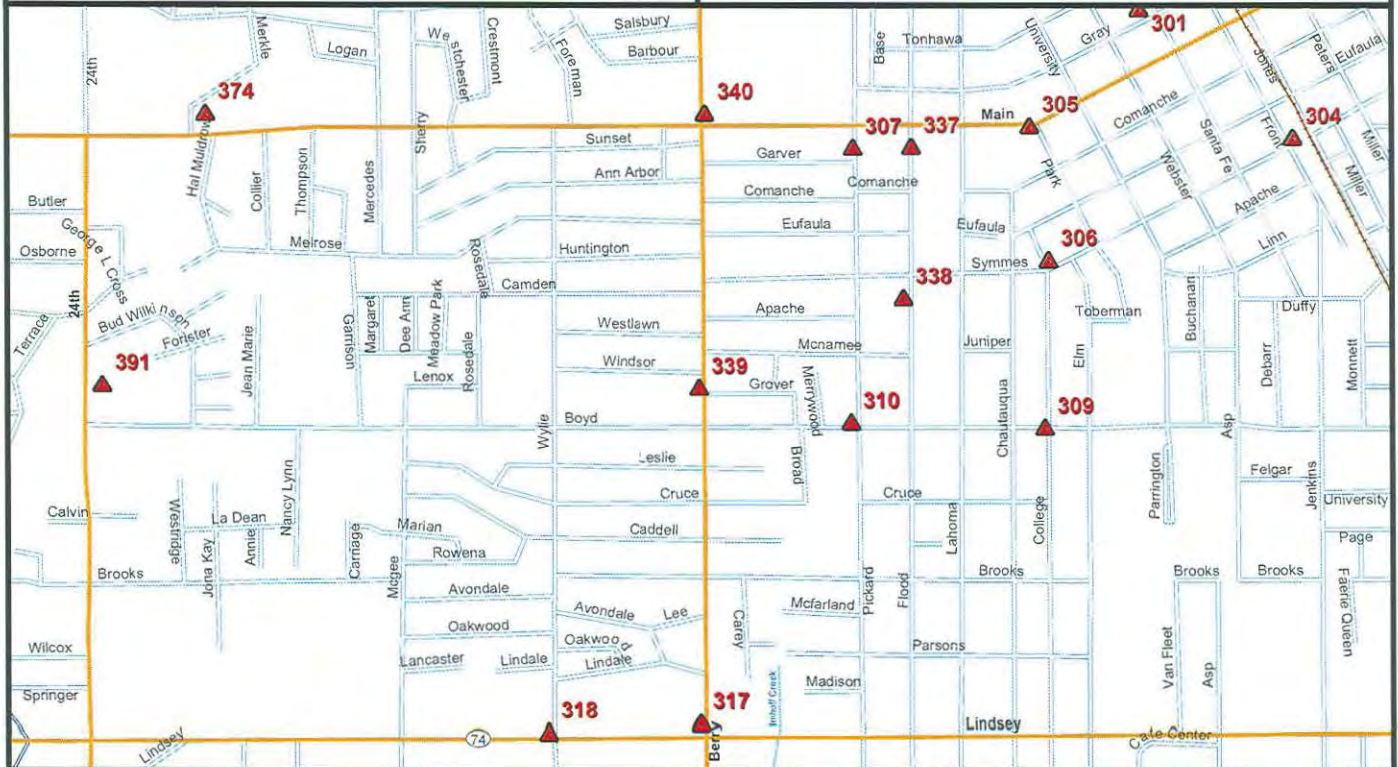 Salsbury
301
Merkle
Logan
Westchester
Crestmont
Foreman
Barbour
Base
Tonhawa
University
Gray
Jones
Peters
Eufaula
24th
374
340
Main
305
Comanche
304
Hal Muldrow
Sherry
Sunset
307
337
Garver
Park
Santa Fe
Front
Miller
Collier
Thompson
Mercedes
Ann Arbor
Comanche
Comanche
Webster
Miller
Butler
Apache
George L Cross
Eufaula
Eufaula
Osborne
Melrose
Rosedale
Huntington
Symmes
306
Linn
24th
Camden
338
Bud Wilkinson
Margaret
Dee Ann
Meadow Park
Apache
Toberman
Buchanan
Duffy
Terrace
Forister
Garrison
Westlawn
Jean Marie
Rosedale
Mcnamee
Juniper
Elm
Debarr
Monnett
391
Lenox
Windsor
339
Grover
Merrywood
Chautauqua
310
309
Wylie
Boyd
Asp
Broad
Nancy Lynn
Leslie
Parrington
Felgar
Jenkins
Cruce
Cruce
University
Calvin
Westridge
La Dean
Marian
Caddell
Lahoma
College
Page
Annie
Carriage
Rowena
Brooks
Jona Kay
Mcgee
Pickard
Flood
Brooks
Brooks
Brooks
Avondale
Avondale
Lee
Carey
Mcfarland
Faerie Queen
Oakwood
Oakwood
Wilcox
Parsons
Van Fleet
Asp
Lancaster
Lindale
Lindale
Springer
Madison
Imhoff Creek
318
317
Lindsey
74
Berry
Lindsey
Center